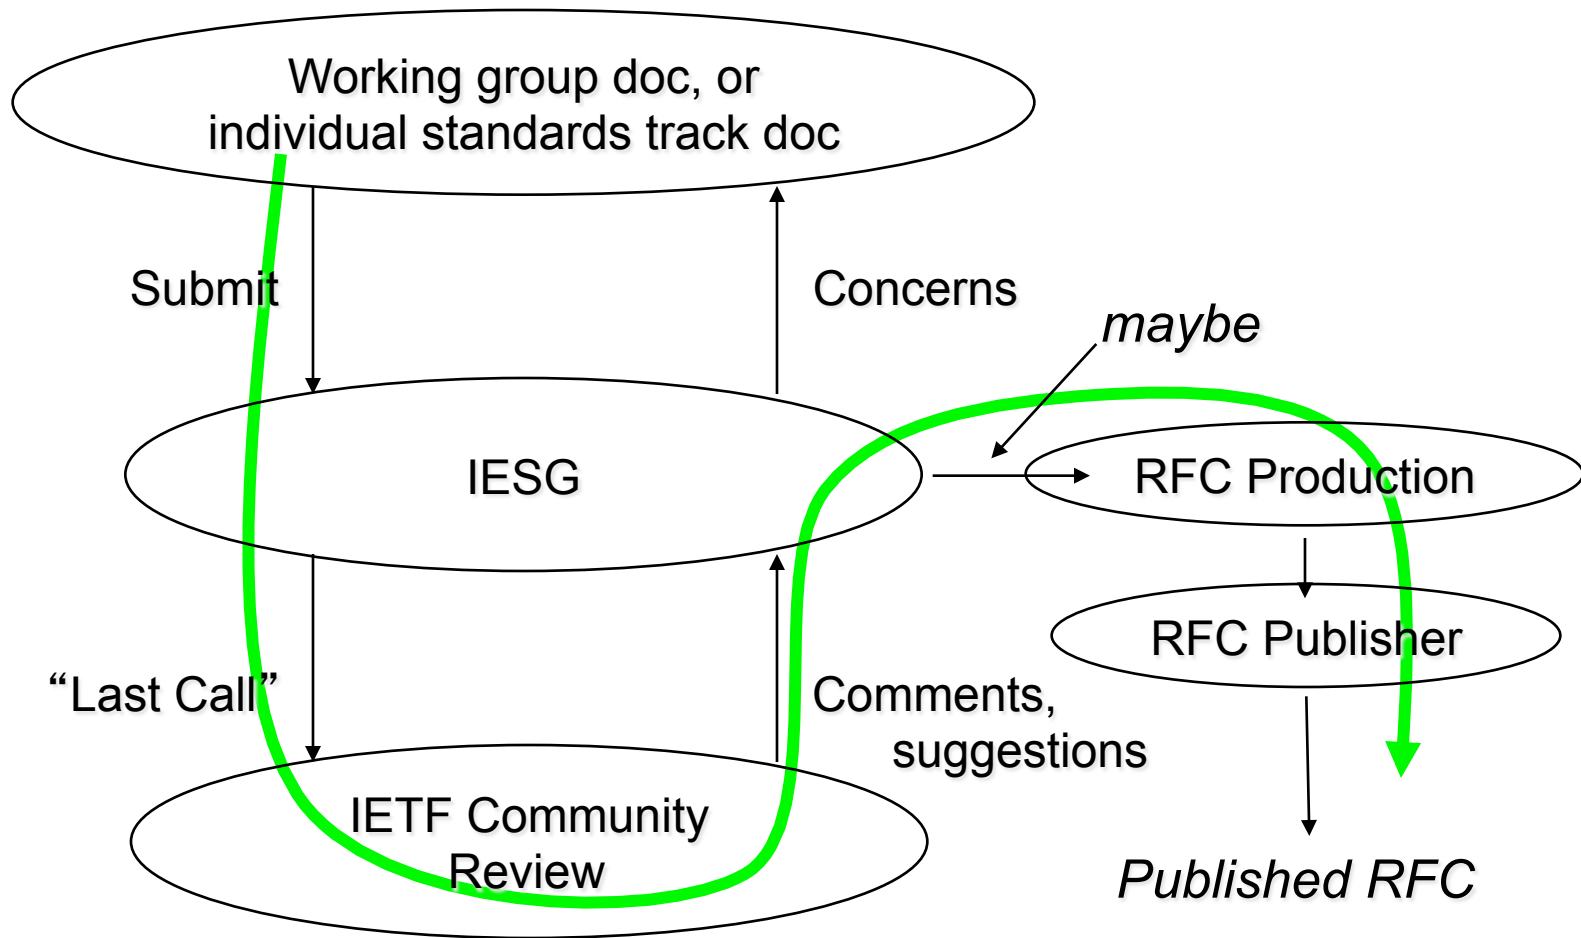 Working group doc, or
individual standards track doc
Submit
Concerns
maybe
IESG
RFC Production
RFC Publisher
“Last Call”
Comments,
suggestions
IETF Community
Review
Published RFC